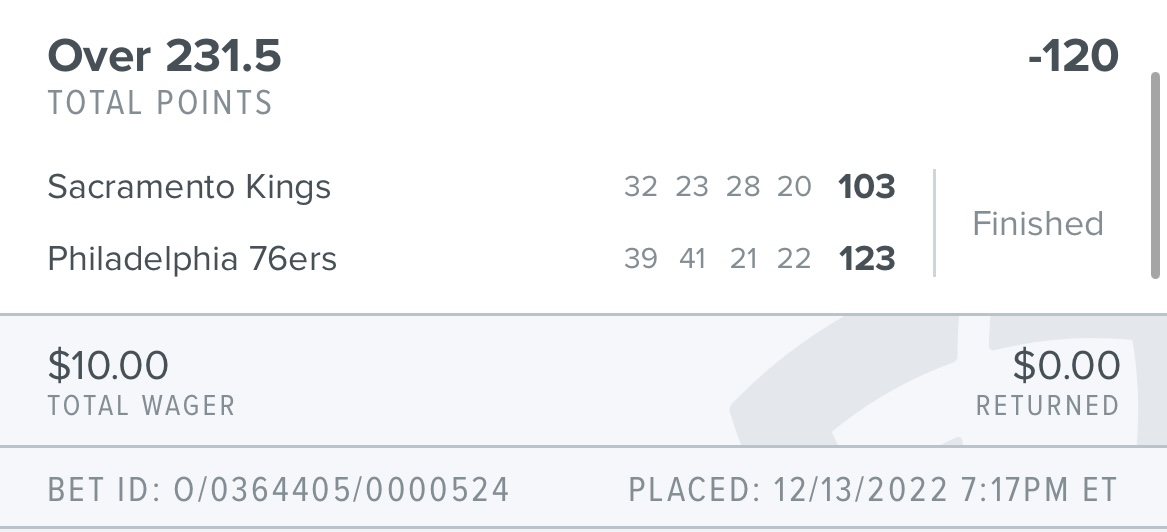 Over 231.5 -120
TOTAL POINTS
Sacramento Kings 32 23 28 20 103
Finished
Philadelphia 76ers 39 41 21 22 123
$10.00 $0.00
TOTAL WAGER RETURNED
BET ID: O/0364405/0000524 PLACED: 12/13/2022 7:17PM ET